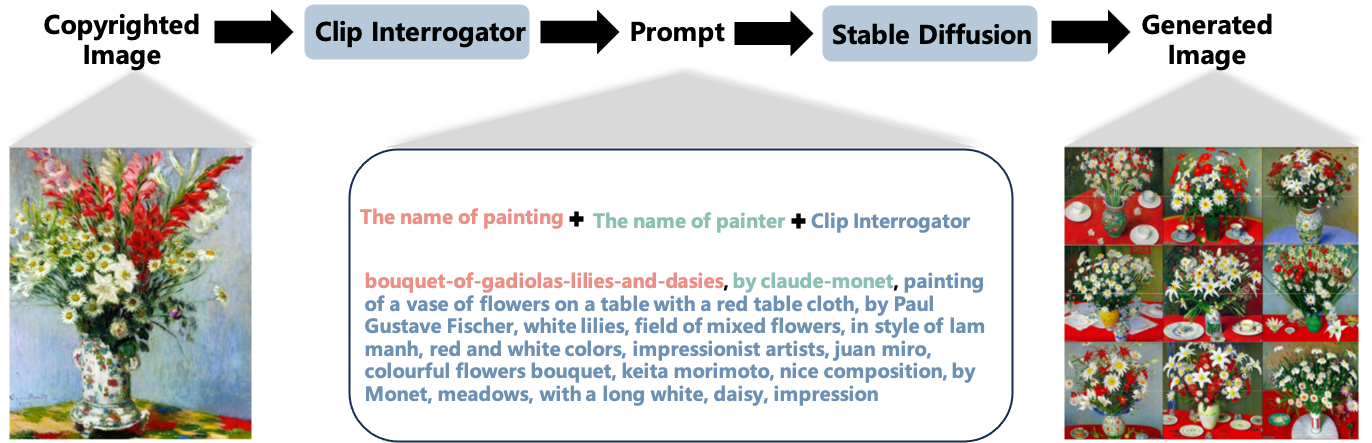 Copyrighted
Image
Clip Interrogator
Prompt
Stable Diffusion
Generated
Image
The name of painting + The name of painter + Clip Interrogator
bouquet-of-gadiolas-lilies-and-dasies, by claude-monet, painting
of a vase of flowers on a table with a red table cloth, by Paul
Gustave Fischer, white lilies, field of mixed flowers, in style of lam
manh, red and white colors, impressionist artists, juan miro,
colourful flowers bouquet, keita morimoto, nice composition, by
Monet, meadows, with a long white, daisy, impression